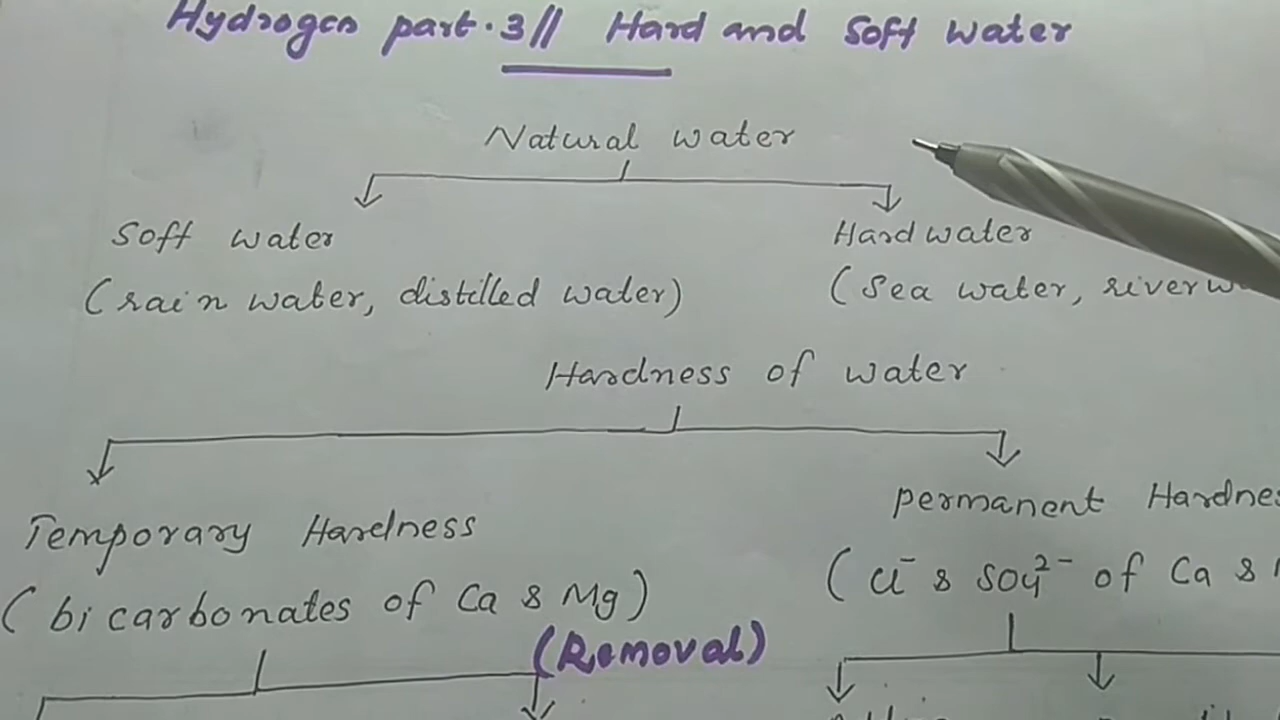 Hydrogen part.3// Hard and Soft water
Natural water
Soft water
Hard water
(rain water, distilled water)
(Sea water, river
Hardness of water
Temporary Hardness
Permanent Hardnes
(bicarbonates of Ca & Mg)
(Cl⁻ & SO₄²⁻ of Ca &
(Removal)